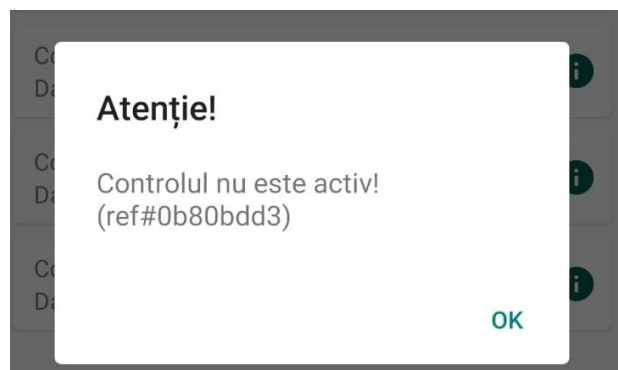 Atenție!
Controlul nu este activ!
(ref#0b80bdd3)
OK